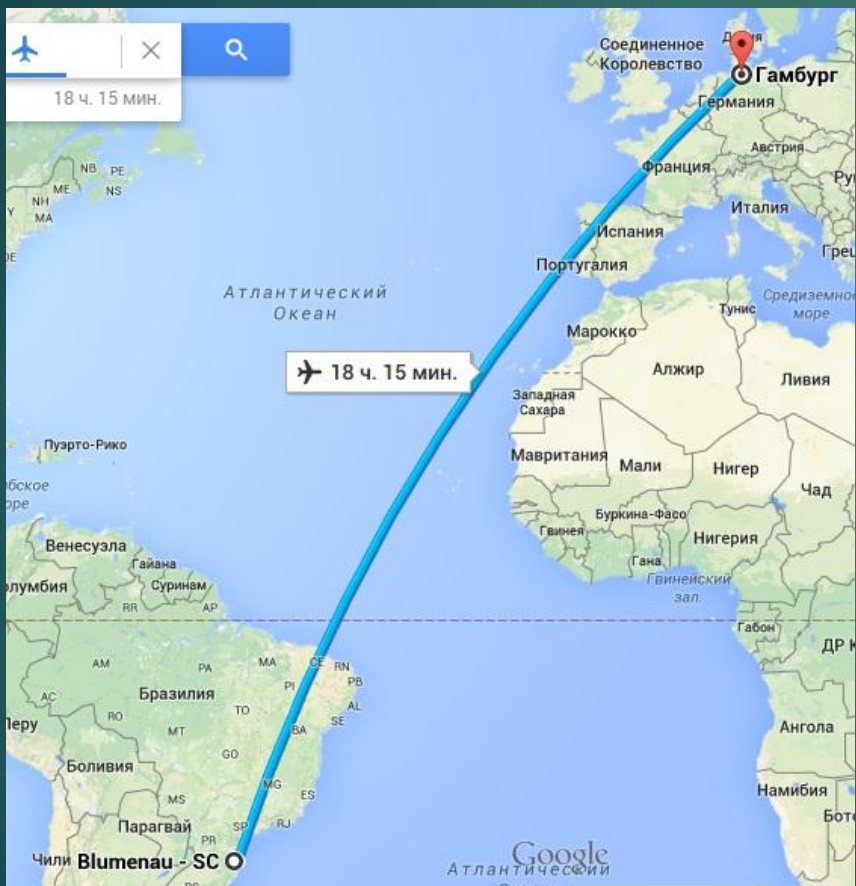 18 ч. 15 мин.
Соединенное
Королевство
Гамбург
Германия
NB
PE
ME
NS
NH
MA
Австрия
Франция
Италия
Испания
Португалия
Атлантический
Океан
Средиземно
море
Тунис
Марокко
18 ч. 15 мин.
Алжир
Ливия
Западная
Сахара
Пуэрто-Рико
Мавритания
Мали
Нигер
Чад
Буркина-Фасо
Гвинея
Нигерия
Венесуэла
Гайана
Гана
Суринам
Гвинейский
зал.
RR
AP
Габон
ДР
AM
PA
MA
CE
RN
PB
PI
Бразилия
AC
TO
AL
RO
SE
MT
BA
Ангола
GO
Боливия
MG
Намибия
MS
ES
Парагвай
SP
RJ
PR
Чили
Blumenau - SC
Google
Атлантический